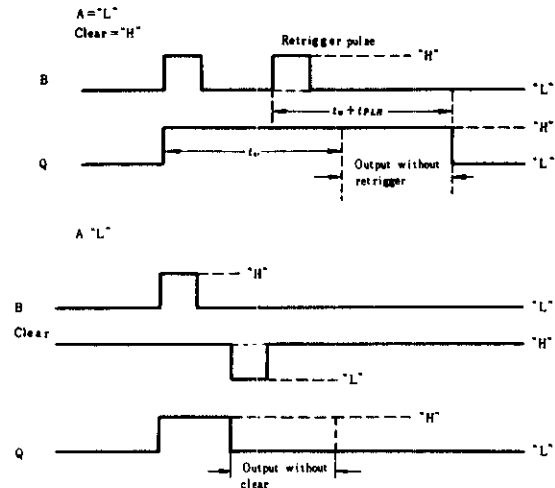 A="L"
Clear="H"
Retrigger pulse
"H"
B
"L"
tw + tPLH
"H"
tw
Q
Output without
retrigger
"L"
A "L"
"H"
B
"L"
Clear
"H"
"L"
"H"
Q
"L"
Output without
clear